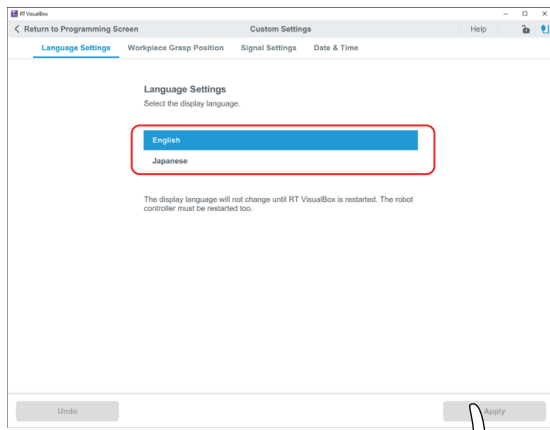 RT VisualBox
Return to Programming Screen
Custom Settings
Help
Language Settings
Workpiece Grasp Position
Signal Settings
Date & Time
Language Settings
Select the display language.
English
Japanese
The display language will not change until RT VisualBox is restarted. The robot
controller must be restarted too.
Undo
Apply